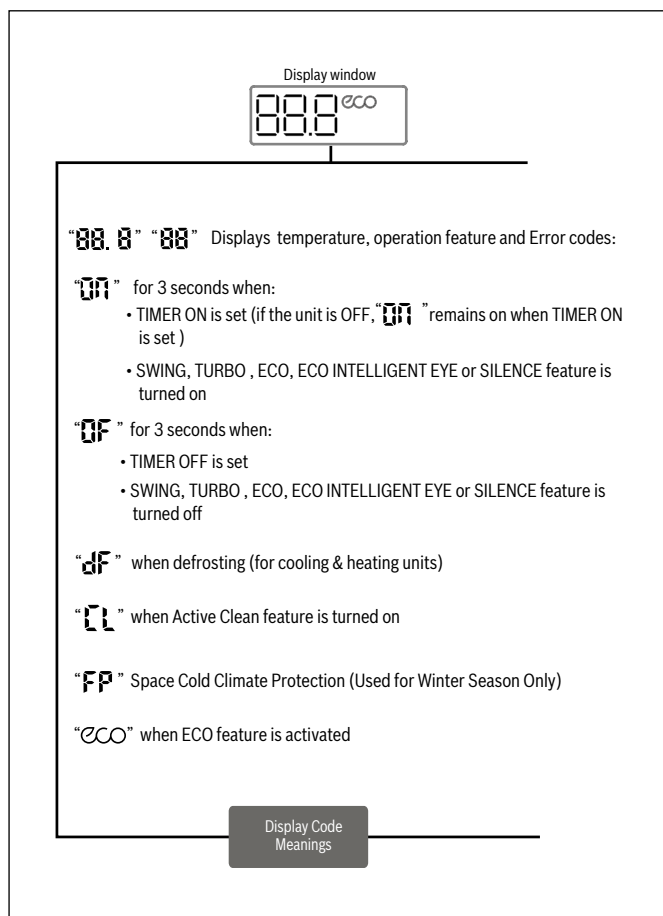 Display window
88.8 eco
“88. 8” “88” Displays temperature, operation feature and Error codes:
“ON” for 3 seconds when:
• TIMER ON is set (if the unit is OFF, “ON” remains on when TIMER ON
is set )
• SWING, TURBO , ECO, ECO INTELLIGENT EYE or SILENCE feature is
turned on
“OF” for 3 seconds when:
• TIMER OFF is set
• SWING, TURBO , ECO, ECO INTELLIGENT EYE or SILENCE feature is
turned off
“dF” when defrosting (for cooling & heating units)
“CL” when Active Clean feature is turned on
“FP” Space Cold Climate Protection (Used for Winter Season Only)
“eco” when ECO feature is activated
Display Code
Meanings